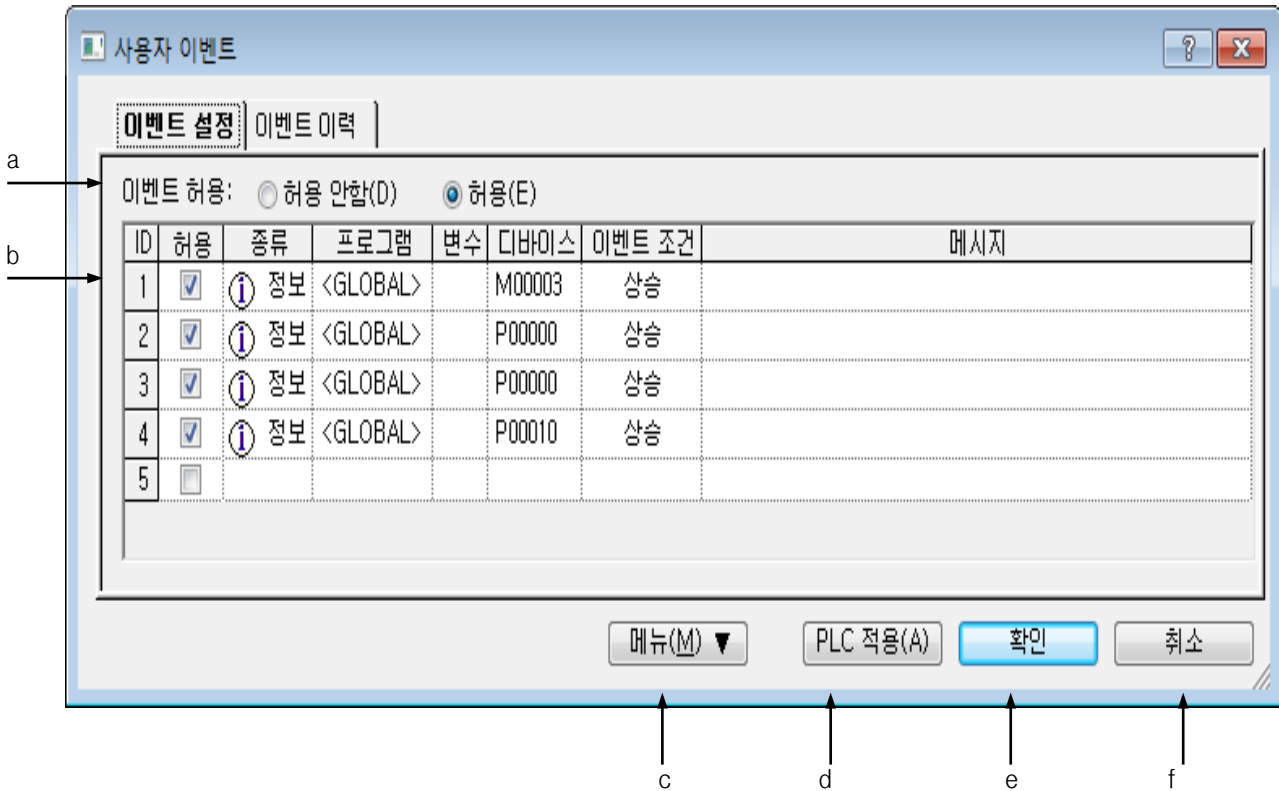 사용자 이벤트
이벤트 설정 이벤트 이력
a
이벤트 허용: 허용 안함(D) 허용(E)
b
ID 허용 종류 프로그램 변수 디바이스 이벤트 조건 메시지
1 정보 <GLOBAL> M00003 상승
2 정보 <GLOBAL> P00000 상승
3 정보 <GLOBAL> P00000 상승
4 정보 <GLOBAL> P00010 상승
5
메뉴(M) ▼ PLC 적용(A) 확인 취소
c d e f